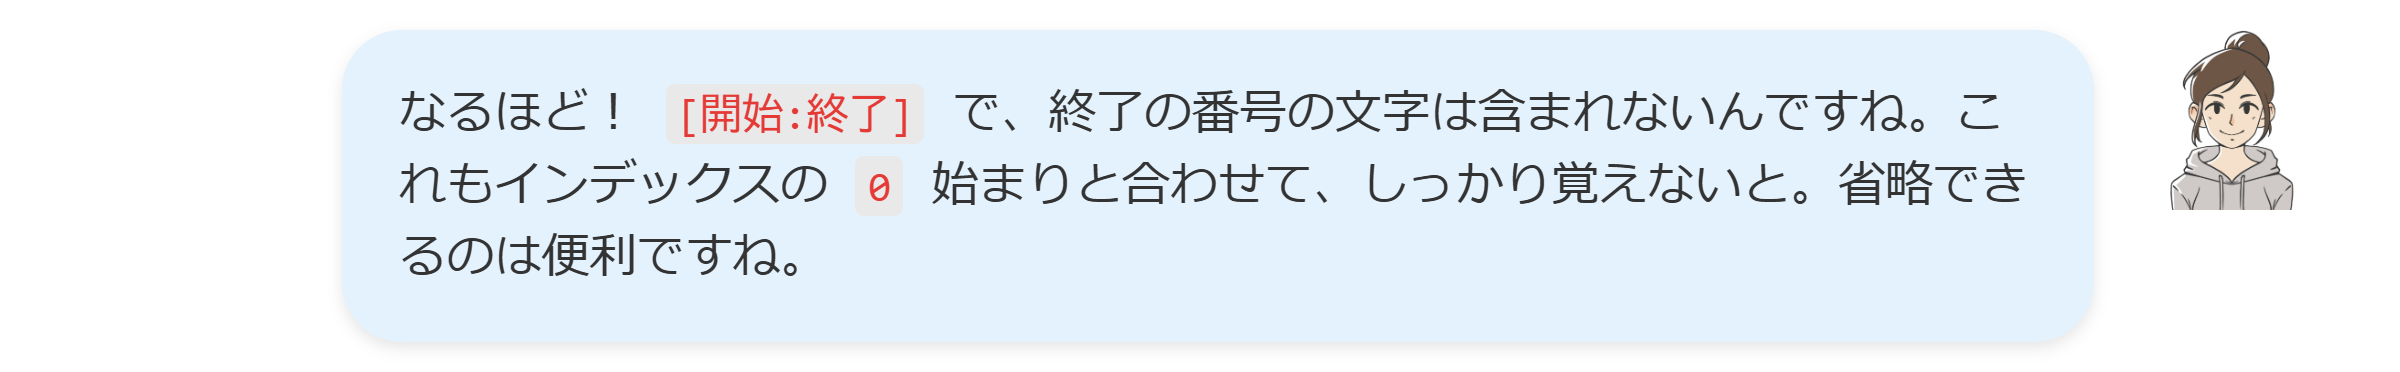 なるほど！ [開始:終了] で、終了の番号の文字は含まれないんですね。こ
れもインデックスの 0 始まりと合わせて、しっかり覚えないと。省略でき
るのは便利ですね。